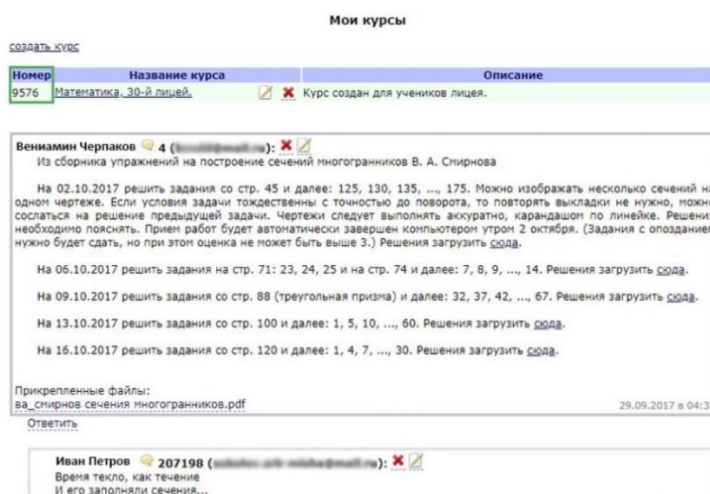 Мои курсы
создать курс
Номер Название курса Описание
9576 Математика, 30-й лицей. Курс создан для учеников лицея.
Вениамин Черпаков 4 ( ):
Из сборника упражнений на построение сечений многогранников В. А. Смирнова
На 02.10.2017 решить задания со стр. 45 и далее: 125, 130, 135, ..., 175. Можно изображать несколько сечений на
одном чертеже. Если условия задачи тождественны с точностью до поворота, то повторять выкладки не нужно, можно
сослаться на решение предыдущей задачи. Чертежи следует выполнять аккуратно, карандашом по линейке. Решения
необходимо пояснять. Прием работ будет автоматически завершен компьютером утром 2 октября. (Задания с опозданием
нужно будет сдать, но при этом оценка не может быть выше 3.) Решения загрузить сюда.
На 06.10.2017 решить задания на стр. 71: 23, 24, 25 и на стр. 74 и далее: 7, 8, 9, ..., 14. Решения загрузить сюда.
На 09.10.2017 решить задания со стр. 88 (треугольная призма) и далее: 32, 37, 42, ..., 67. Решения загрузить сюда.
На 13.10.2017 решить задания со стр. 100 и далее: 1, 5, 10, ..., 60. Решения загрузить сюда.
На 16.10.2017 решить задания со стр. 120 и далее: 1, 4, 7, ..., 30. Решения загрузить сюда.
Прикрепленные файлы:
ва_смирнов сечения многогранников.pdf 29.09.2017 в 04:3
Ответить
Иван Петров 207198 ( ):
Время текло, как течение
И его заполняли сечения...